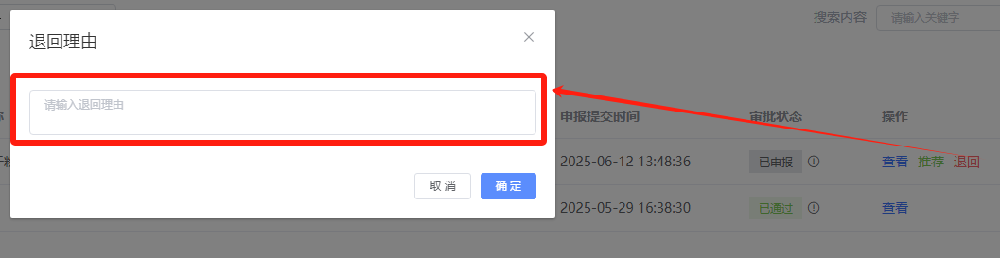 搜索内容 请输入关键字
退回理由
请输入退回理由
申报提交时间 审批状态 操作
2025-06-12 13:48:36 已申报 查看 推荐 退回
取消 确定
2025-05-29 16:38:30 已通过 查看